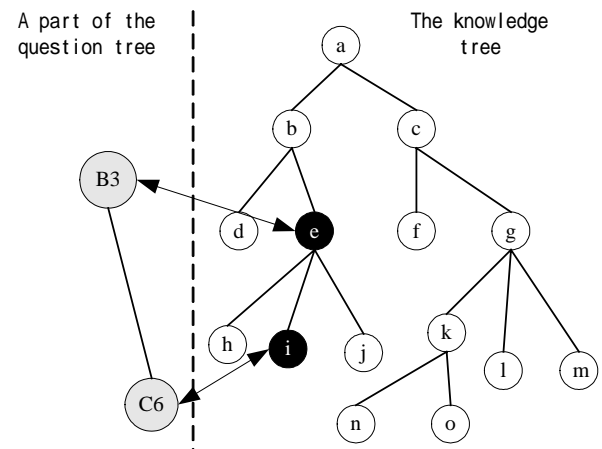 A part of the
question tree
The knowledge
tree
a
b
c
B3
d
e
f
g
h
i
j
k
l
m
C6
n
o